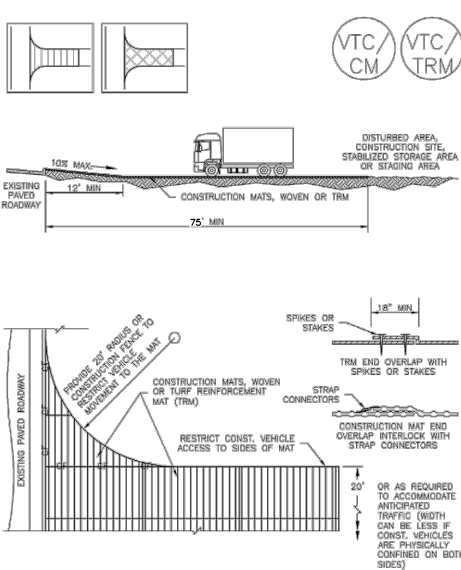 VTC/
CM
VTC/
TRM
10% MAX.
DISTURBED AREA,
CONSTRUCTION SITE,
STABILIZED STORAGE AREA
OR STAGING AREA
EXISTING
PAVED
ROADWAY
12' MIN
CONSTRUCTION MATS, WOVEN OR TRM
75' MIN
PROVIDE 20' RADIUS OR
CONSTRUCTION FENCE TO
RESTRICT VEHICLE
MOVEMENT TO THE MAT
18" MIN
SPIKES OR
STAKES
TRM END OVERLAP WITH
SPIKES OR STAKES
CONSTRUCTION MATS, WOVEN
OR TURF REINFORCEMENT
MAT (TRM)
STRAP
CONNECTORS
CONSTRUCTION MAT END
OVERLAP INTERLOCK WITH
STRAP CONNECTORS
RESTRICT CONST. VEHICLE
ACCESS TO SIDES OF MAT
EXISTING PAVED ROADWAY
CF
CF
CF
CF
20'
OR AS REQUIRED
TO ACCOMMODATE
ANTICIPATED
TRAFFIC (WIDTH
CAN BE LESS IF
CONST. VEHICLES
ARE PHYSICALLY
CONFINED ON BOTH
SIDES)